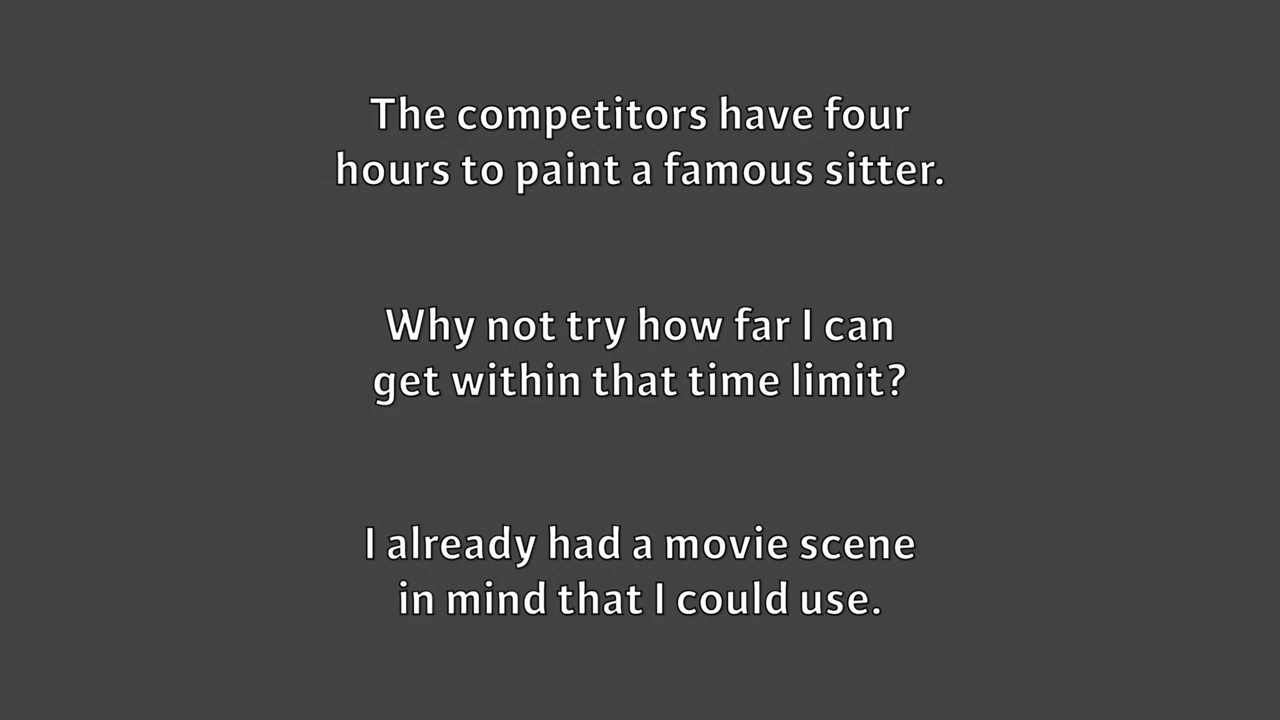 The competitors have four
hours to paint a famous sitter.
Why not try how far I can
get within that time limit?
I already had a movie scene
in mind that I could use.